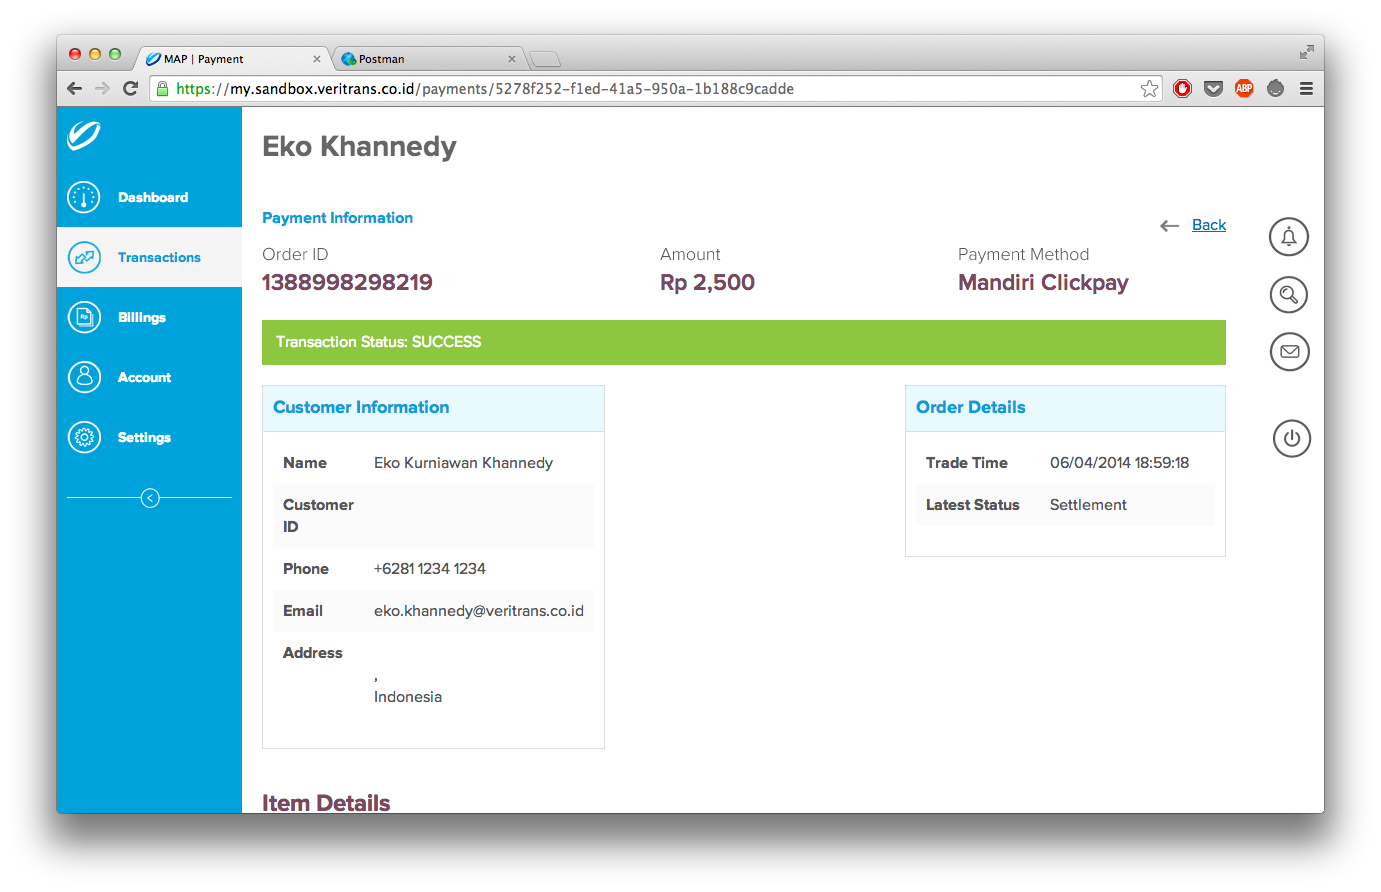 MAP | Payment
Postman
https://my.sandbox.veritrans.co.id/payments/5278f252-f1ed-41a5-950a-1b188c9cadde
ABP
Eko Khannedy
Dashboard
Transactions
Rp
Billings
Account
Settings
Payment Information
Back
Order ID
Amount
Payment Method
1388998298219
Rp 2,500
Mandiri Clickpay
Transaction Status: SUCCESS
Customer Information
Name Eko Kurniawan Khannedy
Customer
ID
Phone +6281 1234 1234
Email eko.khannedy@veritrans.co.id
Address
,
Indonesia
Order Details
Trade Time 06/04/2014 18:59:18
Latest Status Settlement
Item Details